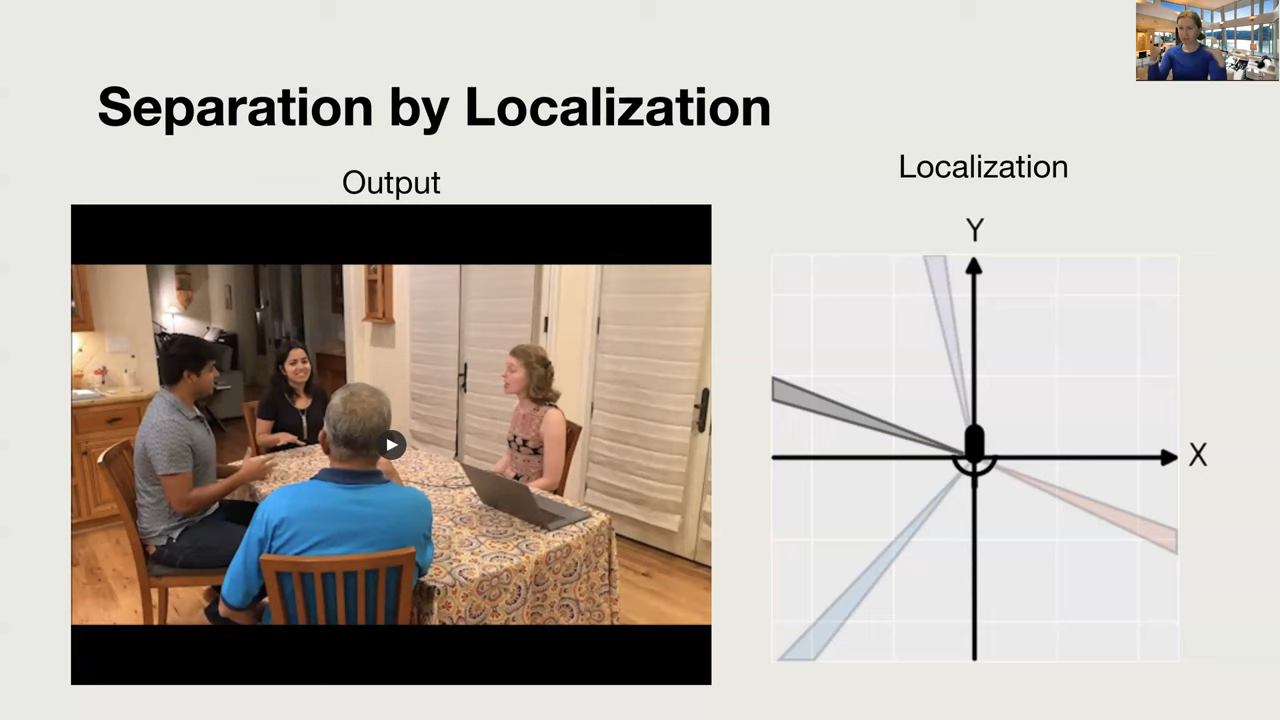 Separation by Localization
Output
Localization
Y
X